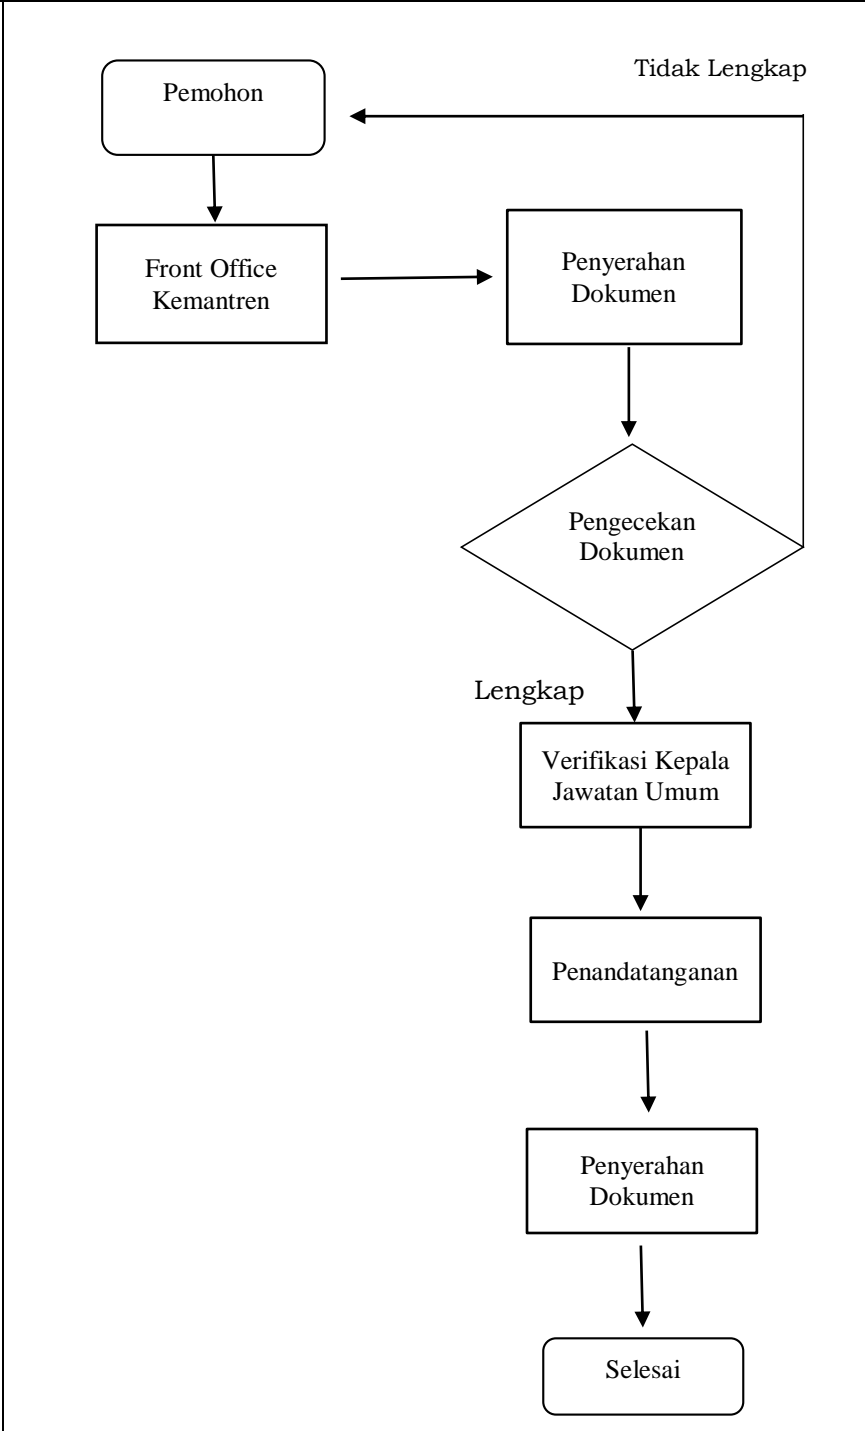 Tidak Lengkap
Pemohon
Front Office
Kemantren
Penyerahan
Dokumen
Pengecekan
Dokumen
Lengkap
Verifikasi Kepala
Jawatan Umum
Penandatanganan
Penyerahan
Dokumen
Selesai